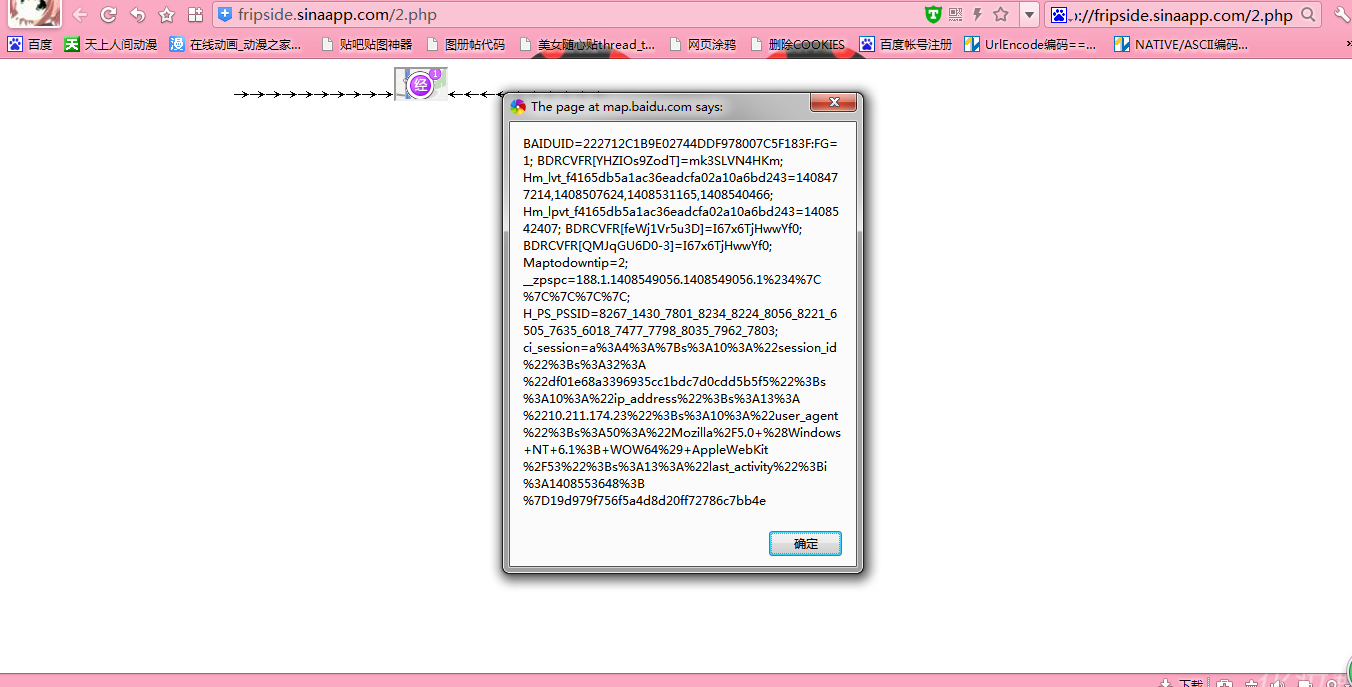 fripside.sinaapp.com/2.php
://fripside.sinaapp.com/2.php
百度 天上人间动漫 在线动画_动漫之家... 贴吧贴图神器 图册帖代码 美女随心贴thread_t... 网页涂鸦 删除COOKIES 百度帐号注册 UrlEncode编码==... NATIVE/ASCII编码...
经 1
The page at map.baidu.com says:
BAIDUID=222712C1B9E02744DDF978007C5F183F:FG=
1; BDRCVFR[YHZIOs9ZodT]=mk3SLVN4HKm;
Hm_lvt_f4165db5a1ac36eadcfa02a10a6bd243=140847
7214,1408507624,1408531165,1408540466;
Hm_lpvt_f4165db5a1ac36eadcfa02a10a6bd243=14085
42407; BDRCVFR[feWj1Vr5u3D]=I67x6TjHwwYf0;
BDRCVFR[QMJqGU6D0-3]=I67x6TjHwwYf0;
Maptodowntip=2;
__zpspc=188.1.1408549056.1408549056.1%234%7C
%7C%7C%7C%7C;
H_PS_PSSID=8267_1430_7801_8234_8224_8056_8221_6
505_7635_6018_7477_7798_8035_7962_7803;
ci_session=a%3A4%3A%7Bs%3A10%3A%22session_id
%22%3Bs%3A32%3A
%22df01e68a3396935cc1bdc7d0cdd5b5f5%22%3Bs
%3A10%3A%22ip_address%22%3Bs%3A13%3A
%2210.211.174.23%22%3Bs%3A10%3A%22user_agent
%22%3Bs%3A50%3A%22Mozilla%2F5.0+%28Windows
+NT+6.1%3B+WOW64%29+AppleWebKit
%2F53%22%3Bs%3A13%3A%22last_activity%22%3Bi
%3A1408553648%3B
%7D19d979f756f5a4d8d20ff72786c7bb4e
确定
下载